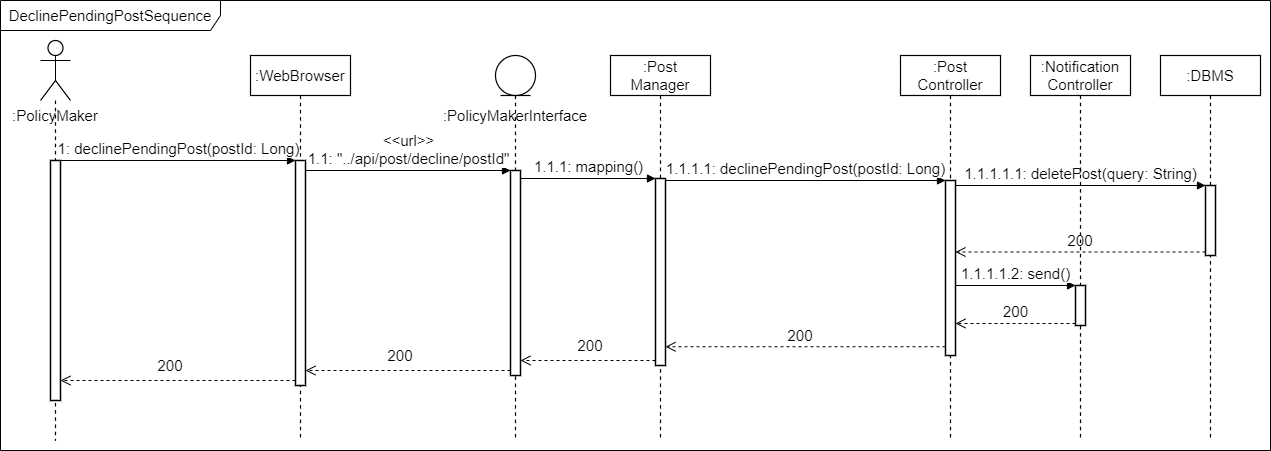 DeclinePendingPostSequence
:PolicyMaker
:WebBrowser
:PolicyMakerInterface
:Post
Manager
:Post
Controller
:Notification
Controller
:DBMS
1: declinePendingPost(postId: Long)
<<url>>
1.1: "../api/post/decline/postId"
1.1.1: mapping()
1.1.1.1: declinePendingPost(postId: Long)
1.1.1.1.1: deletePost(query: String)
200
1.1.1.1.2: send()
200
200
200
200
200